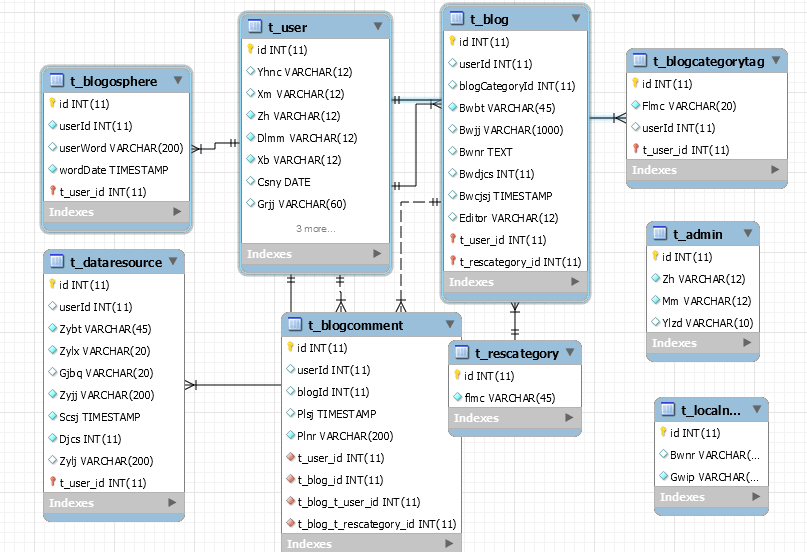 t_user
id INT(11)
Yhnc VARCHAR(12)
Xm VARCHAR(12)
Zh VARCHAR(12)
Dlmm VARCHAR(12)
Xb VARCHAR(12)
Csny DATE
Grjj VARCHAR(60)
3 more...
Indexes
t_blog
id INT(11)
userId INT(11)
blogCategoryId INT(11)
Bwbt VARCHAR(45)
Bwjj VARCHAR(1000)
Bwnr TEXT
Bwdjcs INT(11)
Bwcjsj TIMESTAMP
Editor VARCHAR(12)
t_user_id INT(11)
t_rescategory_id INT(11)
Indexes
t_blogcategorytag
id INT(11)
Flmc VARCHAR(20)
userId INT(11)
t_user_id INT(11)
Indexes
t_blogosphere
id INT(11)
userId INT(11)
userWord VARCHAR(200)
wordDate TIMESTAMP
t_user_id INT(11)
Indexes
t_admin
id INT(11)
Zh VARCHAR(12)
Mm VARCHAR(12)
Ylzd VARCHAR(10)
Indexes
t_dataresource
id INT(11)
userId INT(11)
Zybt VARCHAR(45)
Zylx VARCHAR(20)
Gjbq VARCHAR(20)
Zyjj VARCHAR(200)
Scsj TIMESTAMP
Djcs INT(11)
Zylj VARCHAR(200)
t_user_id INT(11)
Indexes
t_blogcomment
id INT(11)
userId INT(11)
blogId INT(11)
Plsj TIMESTAMP
Plnr VARCHAR(200)
t_user_id INT(11)
t_blog_id INT(11)
t_blog_t_user_id INT(11)
t_blog_t_rescategory_id INT(11)
Indexes
t_rescategory
id INT(11)
flmc VARCHAR(45)
Indexes
t_localn...
id INT(11)
Bwnr VARCHAR(...
Gwip VARCHAR(...
Indexes